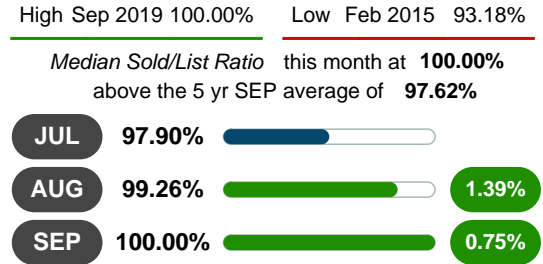 High Sep 2019 100.00% Low Feb 2015 93.18%
Median Sold/List Ratio this month at 100.00%
above the 5 yr SEP average of 97.62%
JUL 97.90%
AUG 99.26% 1.39%
SEP 100.00% 0.75%